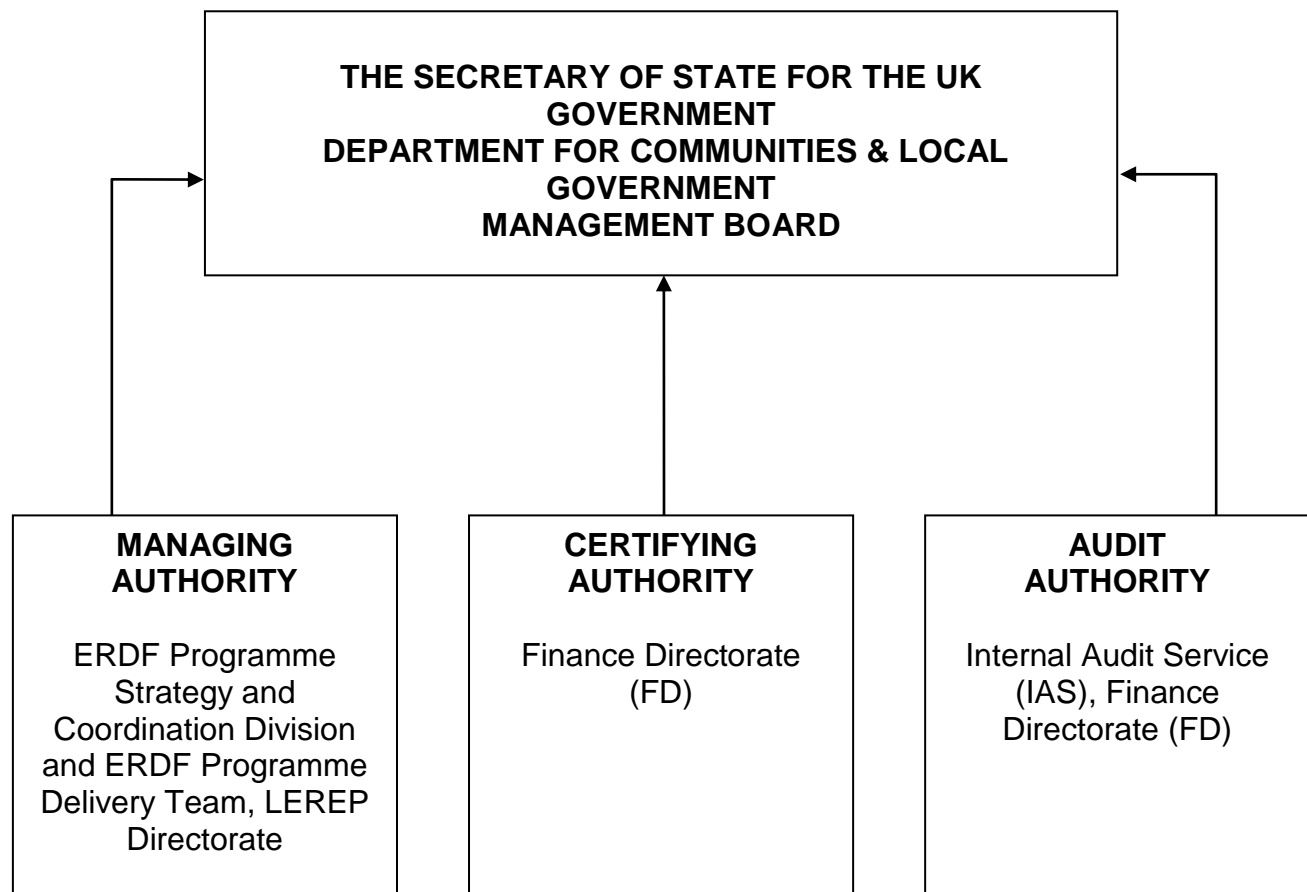 THE SECRETARY OF STATE FOR THE UK
GOVERNMENT
DEPARTMENT FOR COMMUNITIES & LOCAL
GOVERNMENT
MANAGEMENT BOARD
MANAGING
AUTHORITY
ERDF Programme
Strategy and
Coordination Division
and ERDF Programme
Delivery Team, LEREP
Directorate
CERTIFYING
AUTHORITY
Finance Directorate
(FD)
AUDIT
AUTHORITY
Internal Audit Service
(IAS), Finance
Directorate (FD)